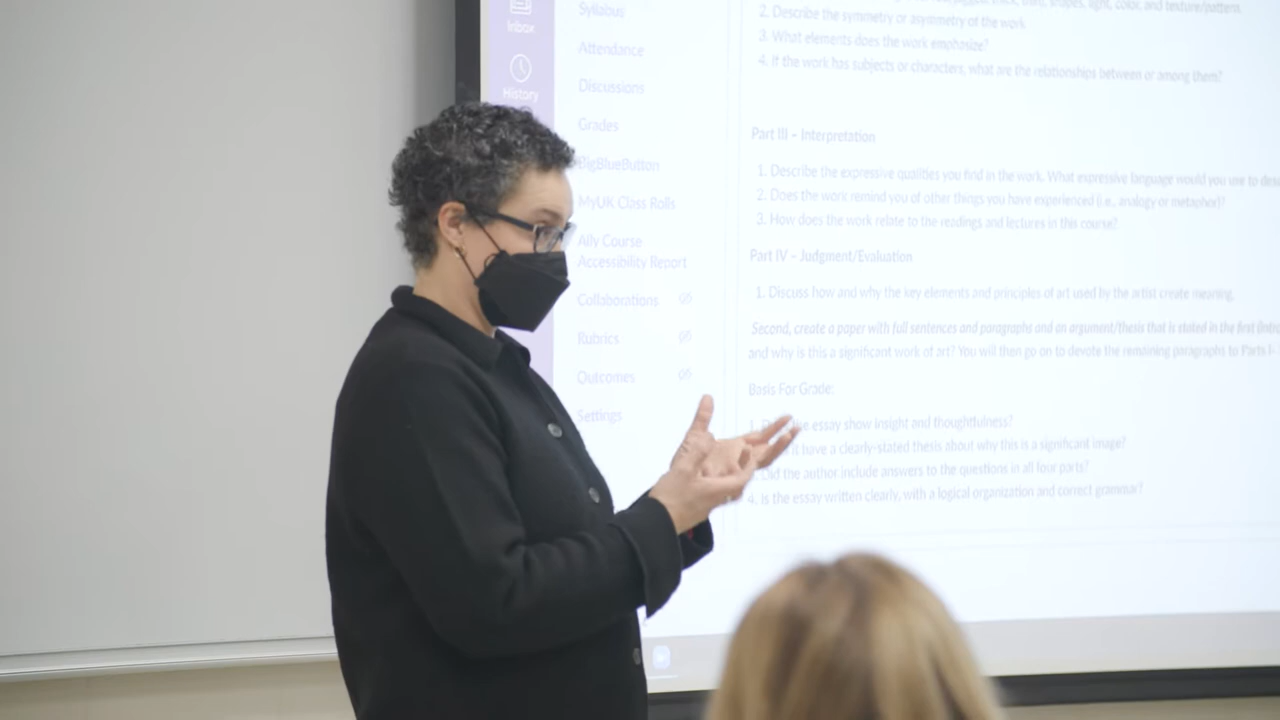 Inbox
History
Syllabus
Attendance
Discussions
Grades
BigBlueButton
MyUK Class Rolls
Ally Course
Accessibility Report
Collaborations
Rubrics
Outcomes
Settings
shapes, light, color, and texture/pattern.
2. Describe the symmetry or asymmetry of the work
3. What elements does the work emphasize?
4. If the work has subjects or characters, what are the relationships between or among them?
Part III – Interpretation
1. Describe the expressive qualities you find in the work. What expressive language would you use to
2. Does the work remind you of other things you have experienced (i.e., analogy or metaphor)?
3. How does the work relate to the readings and lectures in this course?
Part IV – Judgment/Evaluation
1. Discuss how and why the key elements and principles of art used by the artist create meaning.
Second, create a paper with full sentences and paragraphs and an argument/thesis that is stated in the first
and why is this a significant work of art? You will then go on to devote the remaining paragraphs to Parts I-
Basis For Grade:
1. essay show insight and thoughtfulness?
it have a clearly-stated thesis about why this is a significant image?
Did the author include answers to the questions in all four parts?
4. Is the essay written clearly, with a logical organization and correct grammar?